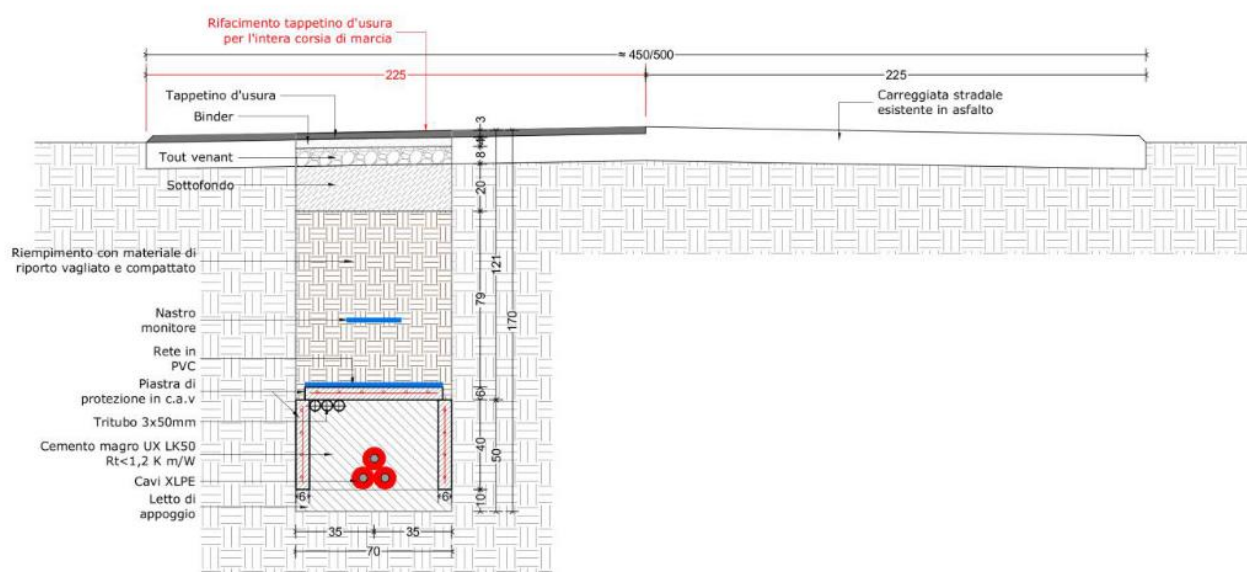 Rifacimento tappetino d'usura
per l'intera corsia di marcia
≈ 450/500
225
225
Tappetino d'usura
Binder
Carreggiata stradale
esistente in asfalto
3
8
Tout venant
Sottofondo
20
Riempimento con materiale di
riporto vagliato e compattato
121
79
170
Nastro
monitore
Rete in
PVC
Piastra di
protezione in c.a.v
6
Tritubo 3x50mm
Cemento magro UX LK50
Rt<1,2 K m/W
40
50
Cavi XLPE
Letto di
appoggio
6
6
10
35
35
70